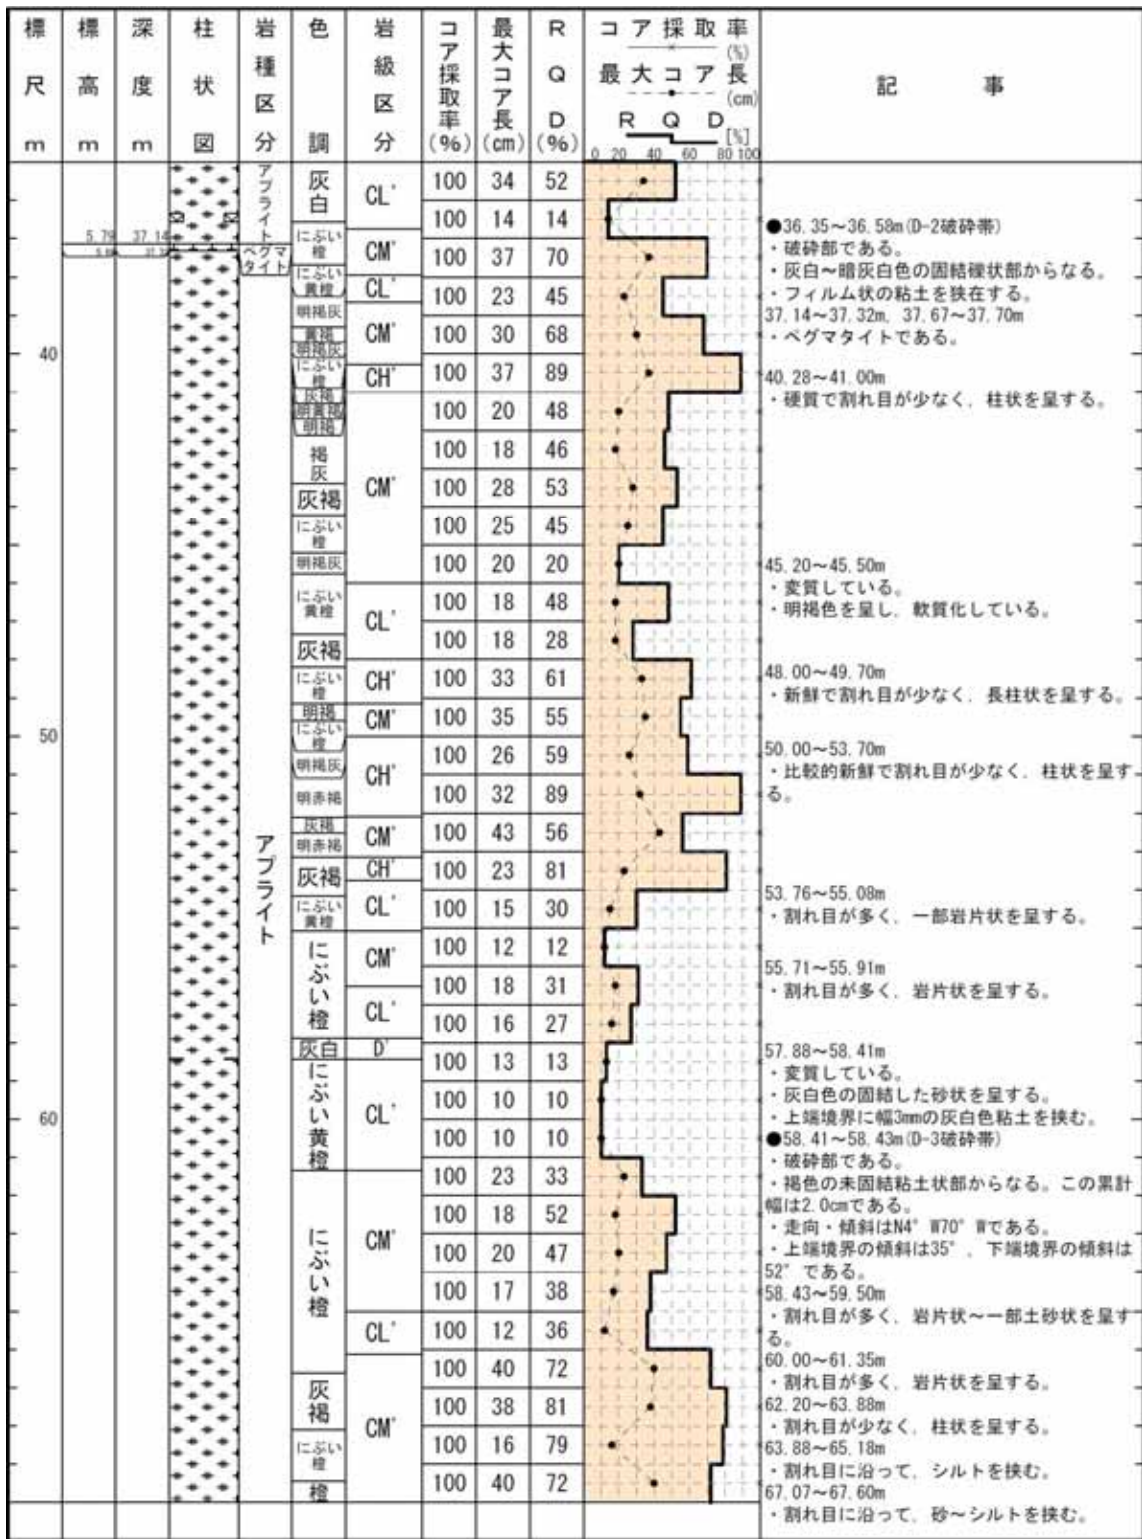 標尺m
標高m
深度m
柱状図
岩種区分
色調
岩級区分
コア採取率(%)
最大コア長(cm)
RQD(%)
コア採取率(%)
最大コア長(cm)
RQD[%]
0 20 40 60 80 100
記事
40
50
60
5.79 37.14
アプライト
ペグマタイト
アプライト
灰白
にぶい橙
にぶい黄橙
明褐灰
黄褐
明褐灰
にぶい橙
灰褐
明黄褐
明褐
褐灰
灰褐
にぶい橙
明褐灰
にぶい黄橙
灰褐
にぶい橙
明褐
にぶい橙
明褐灰
明赤褐
灰褐
明赤褐
灰褐
にぶい黄橙
にぶい橙
灰白
にぶい黄橙
にぶい橙
灰褐
にぶい橙
橙
CL'
CM'
CL'
CM'
CH'
CM'
CL'
CH'
CM'
CH'
CM'
CH'
CL'
CM'
CL'
D'
CL'
CM'
CL'
CM'
100 34 52
100 14 14
100 37 70
100 23 45
100 30 68
100 37 89
100 20 48
100 18 46
100 28 53
100 25 45
100 20 20
100 18 48
100 18 28
100 33 61
100 35 55
100 26 59
100 32 89
100 43 56
100 23 81
100 15 30
100 12 12
100 18 31
100 16 27
100 13 13
100 10 10
100 10 10
100 23 33
100 18 52
100 20 47
100 17 38
100 12 36
100 40 72
100 38 81
100 16 79
100 40 72
●36.35～36.58m(D-2破砕帯)
・破砕部である。
・灰白～暗灰白色の固結礫状部からなる。
・フィルム状の粘土を狭在する。
37.14～37.32m, 37.67～37.70m
・ペグマタイトである。
40.28～41.00m
・硬質で割れ目が少なく，柱状を呈する。
45.20～45.50m
・変質している。
・明褐色を呈し，軟質化している。
48.00～49.70m
・新鮮で割れ目が少なく，長柱状を呈する。
50.00～53.70m
・比較的新鮮で割れ目が少なく，柱状を呈す
る。
53.76～55.08m
・割れ目が多く，一部岩片状を呈する。
55.71～55.91m
・割れ目が多く，岩片状を呈する。
57.88～58.41m
・変質している。
・灰白色の固結した砂状を呈する。
・上端境界に幅3mmの灰白色粘土を挟む。
●58.41～58.43m(D-3破砕帯)
・破砕部である。
・褐色の未固結粘土状部からなる。この累計
幅は2.0cmである。
・走向・傾斜はN4°W70°Wである。
・上端境界の傾斜は35°，下端境界の傾斜は
52°である。
58.43～59.50m
・割れ目が多く，岩片状～一部土砂状を呈す
る。
60.00～61.35m
・割れ目が多く，岩片状を呈する。
62.20～63.88m
・割れ目が少なく，柱状を呈する。
63.88～65.18m
・割れ目に沿って，シルトを挟む。
67.07～67.60m
・割れ目に沿って，砂～シルトを挟む。